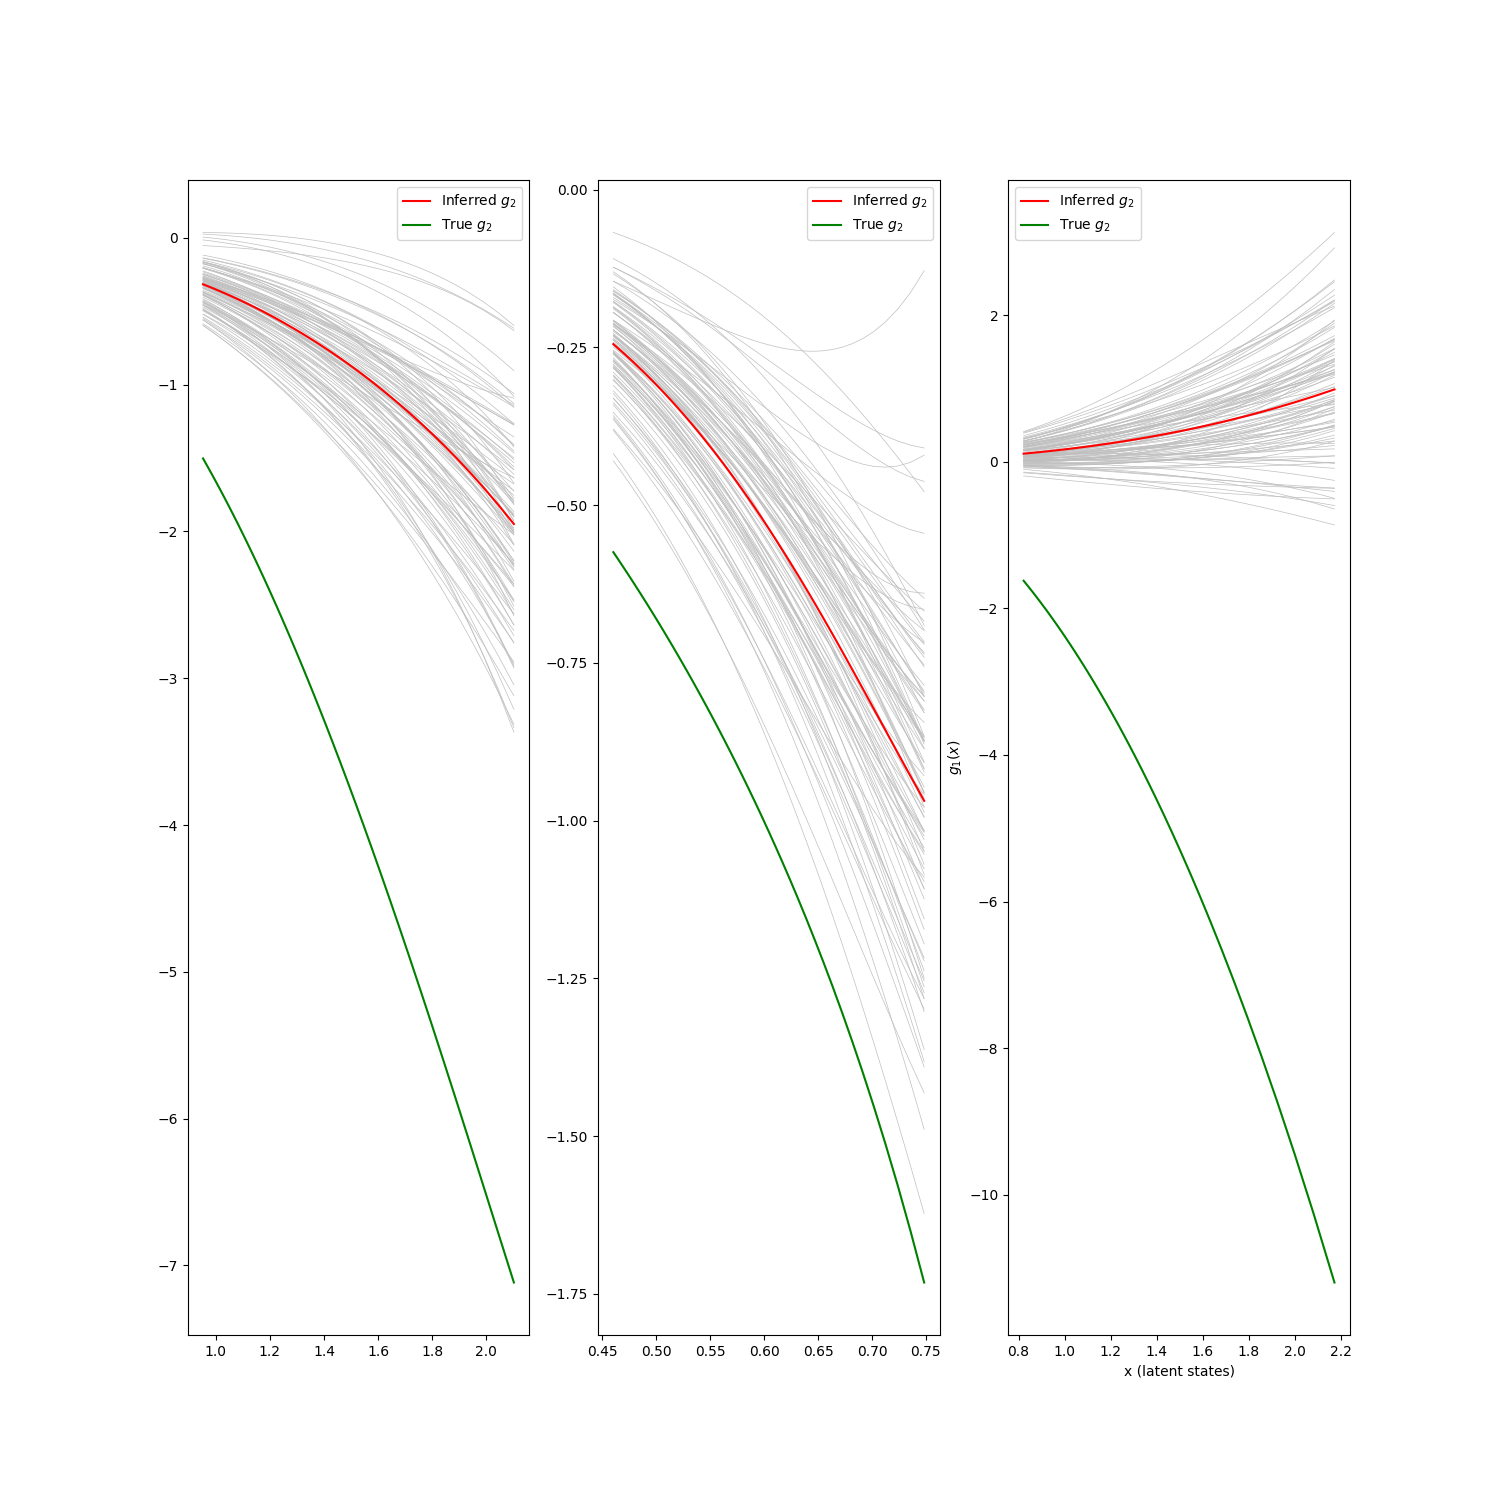 Inferred g₂
True g₂
0
−1
−2
−3
−4
−5
−6
−7
1.0 1.2 1.4 1.6 1.8 2.0
Inferred g₂
True g₂
0.00
−0.25
−0.50
−0.75
−1.00
−1.25
−1.50
−1.75
0.45 0.50 0.55 0.60 0.65 0.70 0.75
Inferred g₂
True g₂
g₁(x)
2
0
−2
−4
−6
−8
−10
0.8 1.0 1.2 1.4 1.6 1.8 2.0 2.2
x (latent states)